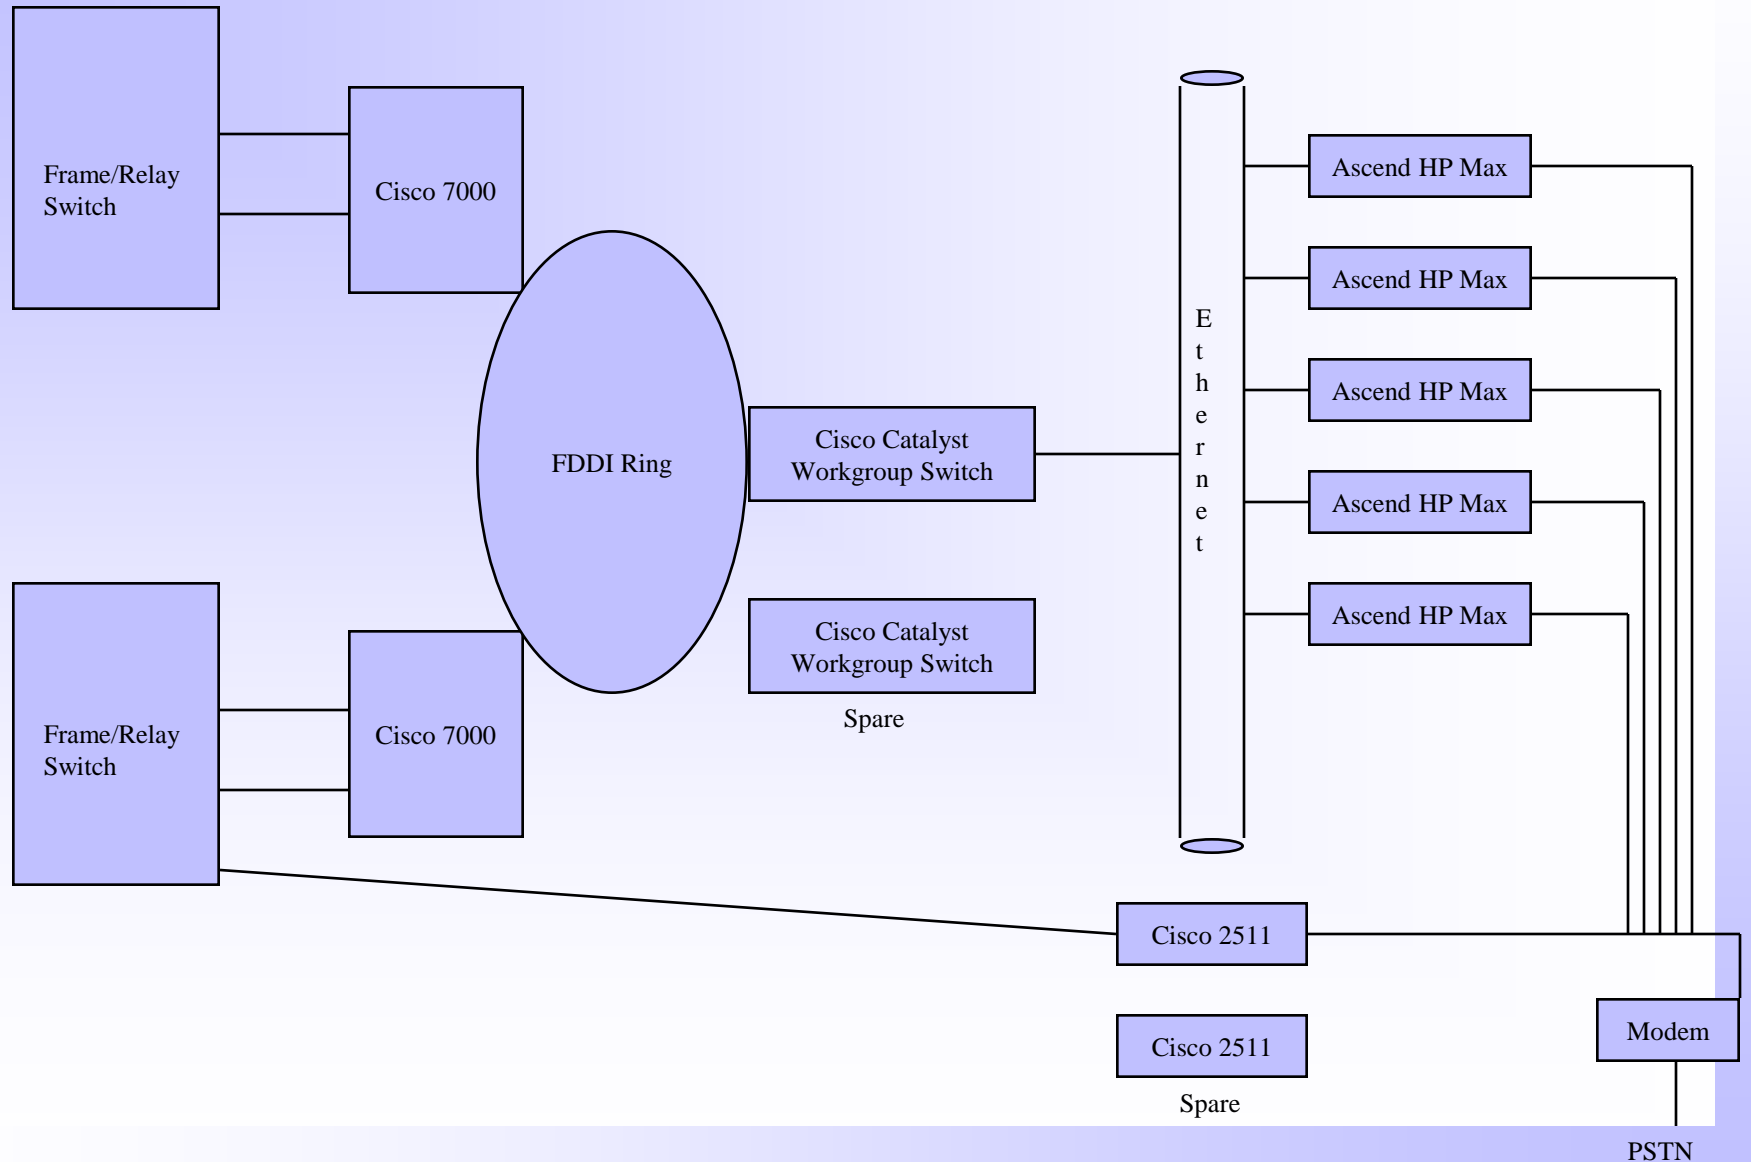 Frame/Relay
Switch
Cisco 7000
FDDI Ring
Cisco Catalyst
Workgroup Switch
Cisco Catalyst
Workgroup Switch
Spare
Frame/Relay
Switch
Cisco 7000
E
t
h
e
r
n
e
t
Ascend HP Max
Ascend HP Max
Ascend HP Max
Ascend HP Max
Ascend HP Max
Cisco 2511
Cisco 2511
Spare
Modem
PSTN